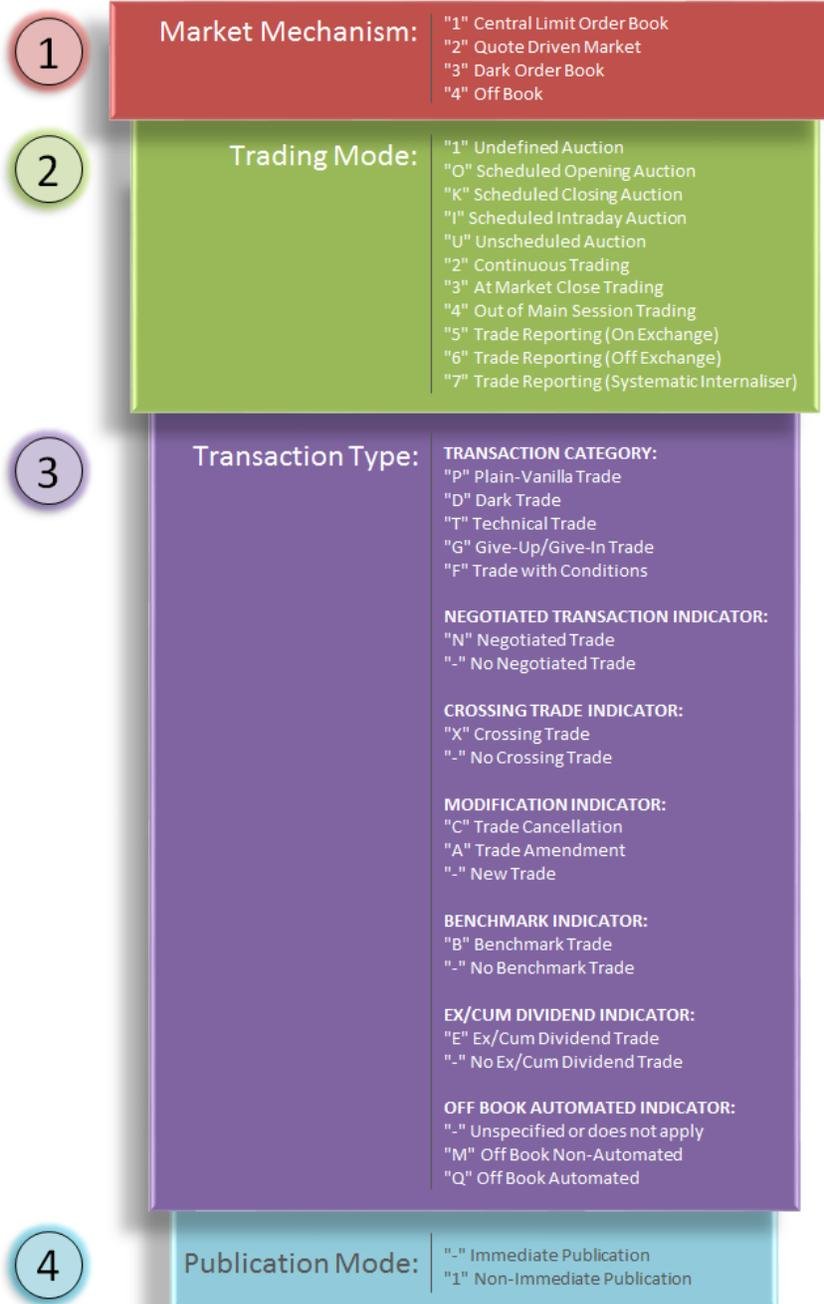 1
Market Mechanism:
"1" Central Limit Order Book
"2" Quote Driven Market
"3" Dark Order Book
"4" Off Book
2
Trading Mode:
"1" Undefined Auction
"O" Scheduled Opening Auction
"K" Scheduled Closing Auction
"I" Scheduled Intraday Auction
"U" Unscheduled Auction
"2" Continuous Trading
"3" At Market Close Trading
"4" Out of Main Session Trading
"5" Trade Reporting (On Exchange)
"6" Trade Reporting (Off Exchange)
"7" Trade Reporting (Systematic Internaliser)
3
Transaction Type:
TRANSACTION CATEGORY:
"P" Plain-Vanilla Trade
"D" Dark Trade
"T" Technical Trade
"G" Give-Up/Give-In Trade
"F" Trade with Conditions
NEGOTIATED TRANSACTION INDICATOR:
"N" Negotiated Trade
"-" No Negotiated Trade
CROSSING TRADE INDICATOR:
"X" Crossing Trade
"-" No Crossing Trade
MODIFICATION INDICATOR:
"C" Trade Cancellation
"A" Trade Amendment
"-" New Trade
BENCHMARK INDICATOR:
"B" Benchmark Trade
"-" No Benchmark Trade
EX/CUM DIVIDEND INDICATOR:
"E" Ex/Cum Dividend Trade
"-" No Ex/Cum Dividend Trade
OFF BOOK AUTOMATED INDICATOR:
"-" Unspecified or does not apply
"M" Off Book Non-Automated
"Q" Off Book Automated
4
Publication Mode:
"-" Immediate Publication
"1" Non-Immediate Publication